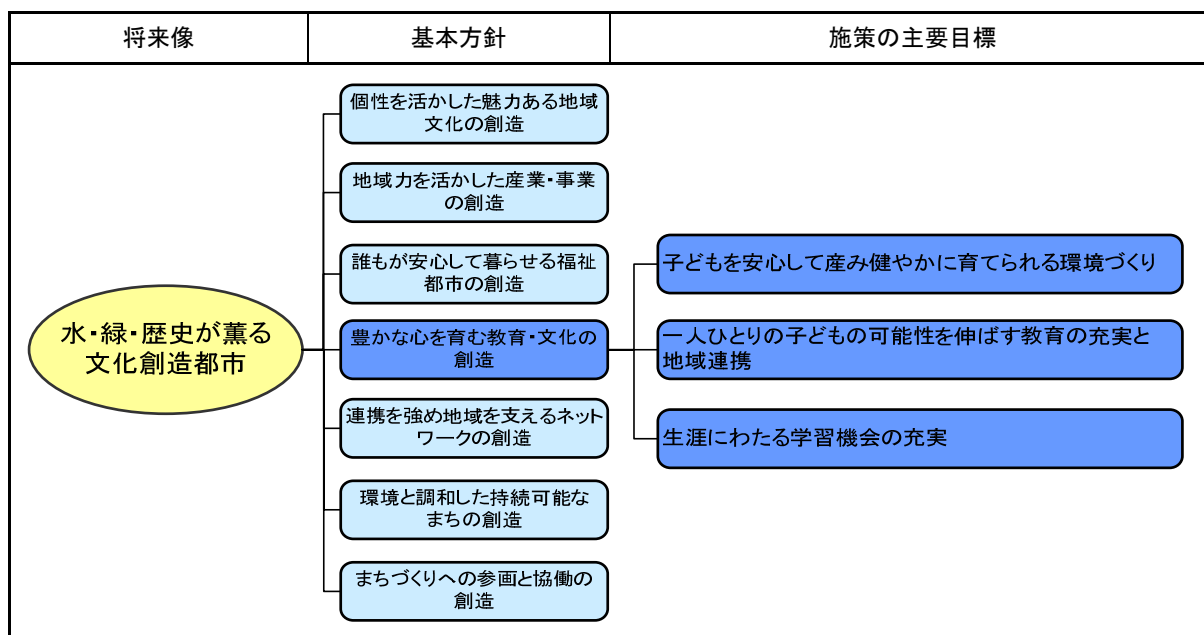 将来像
基本方針
施策の主要目標
水・緑・歴史が薫る
文化創造都市
個性を活かした魅力ある地域
文化の創造
地域力を活かした産業・事業
の創造
誰もが安心して暮らせる福祉
都市の創造
豊かな心を育む教育・文化の
創造
連携を強め地域を支えるネット
ワークの創造
環境と調和した持続可能な
まちの創造
まちづくりへの参画と協働の
創造
子どもを安心して産み健やかに育てられる環境づくり
一人ひとりの子どもの可能性を伸ばす教育の充実と
地域連携
生涯にわたる学習機会の充実